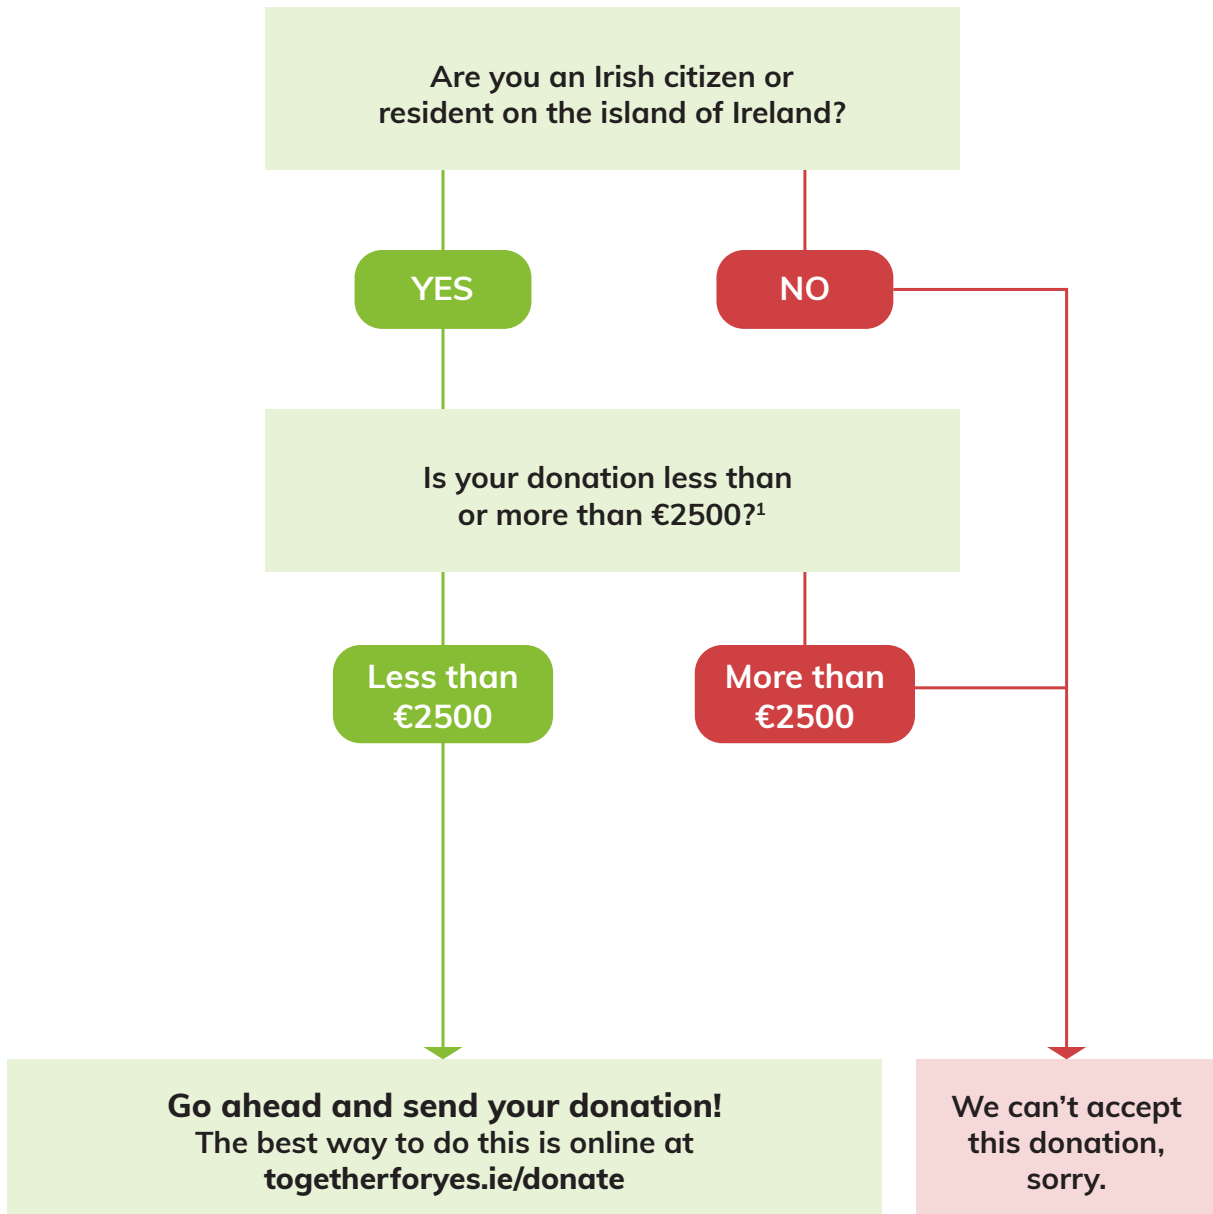 Are you an Irish citizen or
resident on the island of Ireland?
YES
NO
Is your donation less than
or more than €2500?¹
Less than
€2500
More than
€2500
Go ahead and send your donation!
The best way to do this is online at
togetherforyes.ie/donate
We can’t accept
this donation,
sorry.